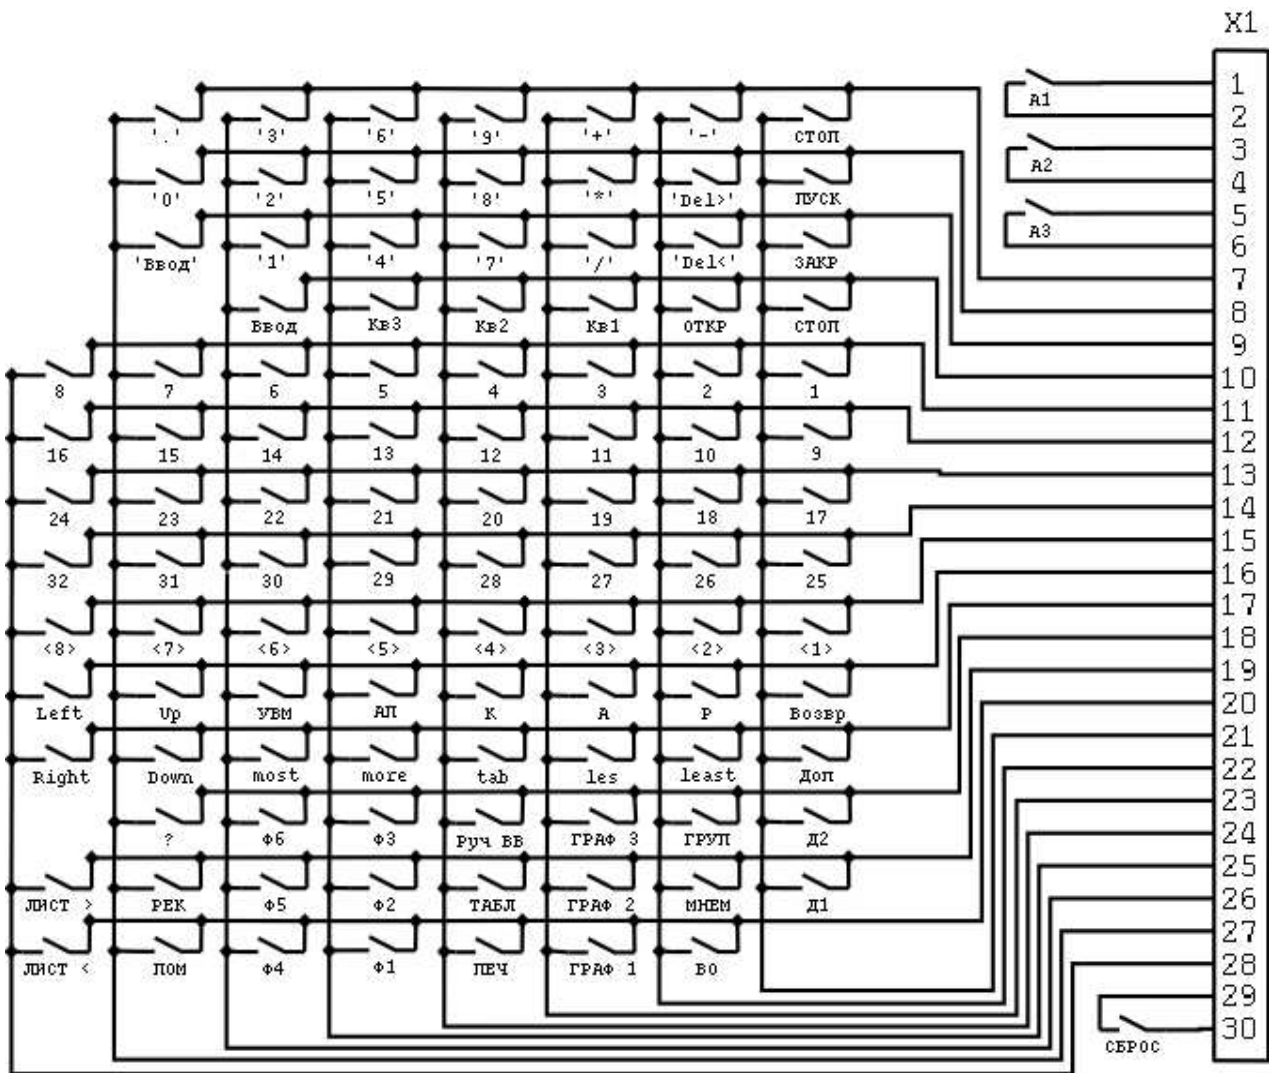 X1
1
A1
2
3
A2
4
5
A3
6
7
8
9
10
11
12
13
14
15
16
17
18
19
20
21
22
23
24
25
26
27
28
29
30
СБРОС
'.' '3' '6' '9' '+' '-' СТОП
'0' '2' '5' '8' '*' 'Del>' ПУСК
'Ввод' '1' '4' '7' '/' 'Del<' ЗАКР
Ввод Кв3 Кв2 Кв1 ОТКР СТОП
8 7 6 5 4 3 2 1
16 15 14 13 12 11 10 9
24 23 22 21 20 19 18 17
32 31 30 29 28 27 26 25
<8> <7> <6> <5> <4> <3> <2> <1>
Left Up УВМ АП К А Р Возвр
Right Down most more tab les least Доп
? Ф6 Ф3 Руч ВВ ГРАФ 3 ГРУП Д2
ЛИСТ > РЕК Ф5 Ф2 ТАБЛ ГРАФ 2 МНЕМ Д1
ЛИСТ < ПОМ Ф4 Ф1 ПЕЧ ГРАФ 1 ВО